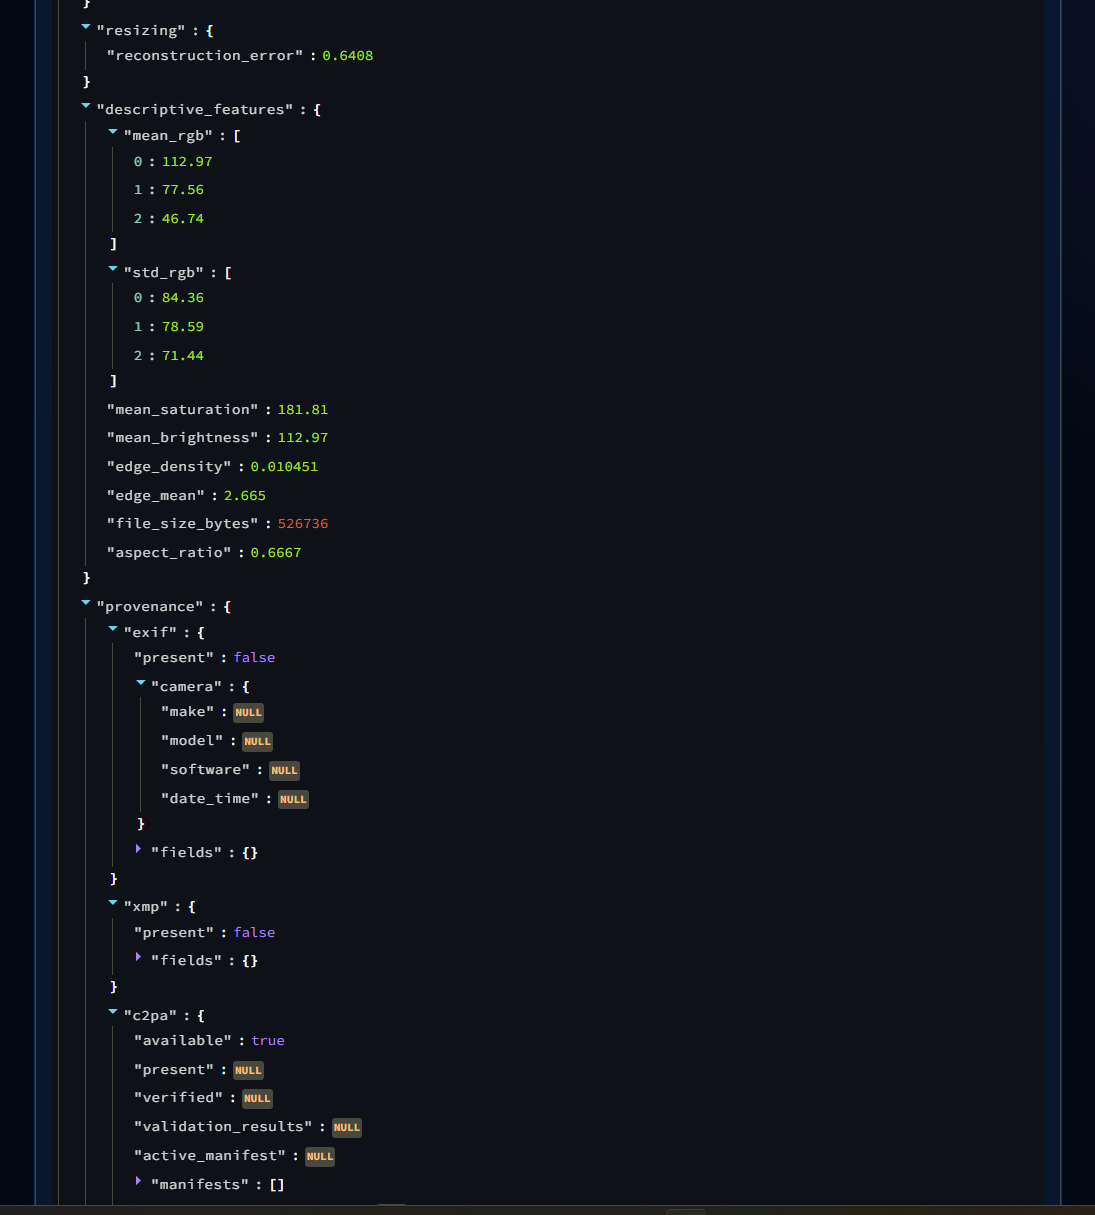 }
"resizing" : {
"reconstruction_error" : 0.6408
}
"descriptive_features" : {
"mean_rgb" : [
0 : 112.97
1 : 77.56
2 : 46.74
]
"std_rgb" : [
0 : 84.36
1 : 78.59
2 : 71.44
]
"mean_saturation" : 181.81
"mean_brightness" : 112.97
"edge_density" : 0.010451
"edge_mean" : 2.665
"file_size_bytes" : 526736
"aspect_ratio" : 0.6667
}
"provenance" : {
"exif" : {
"present" : false
"camera" : {
"make" : NULL
"model" : NULL
"software" : NULL
"date_time" : NULL
}
"fields" : {}
}
"xmp" : {
"present" : false
"fields" : {}
}
"c2pa" : {
"available" : true
"present" : NULL
"verified" : NULL
"validation_results" : NULL
"active_manifest" : NULL
"manifests" : []